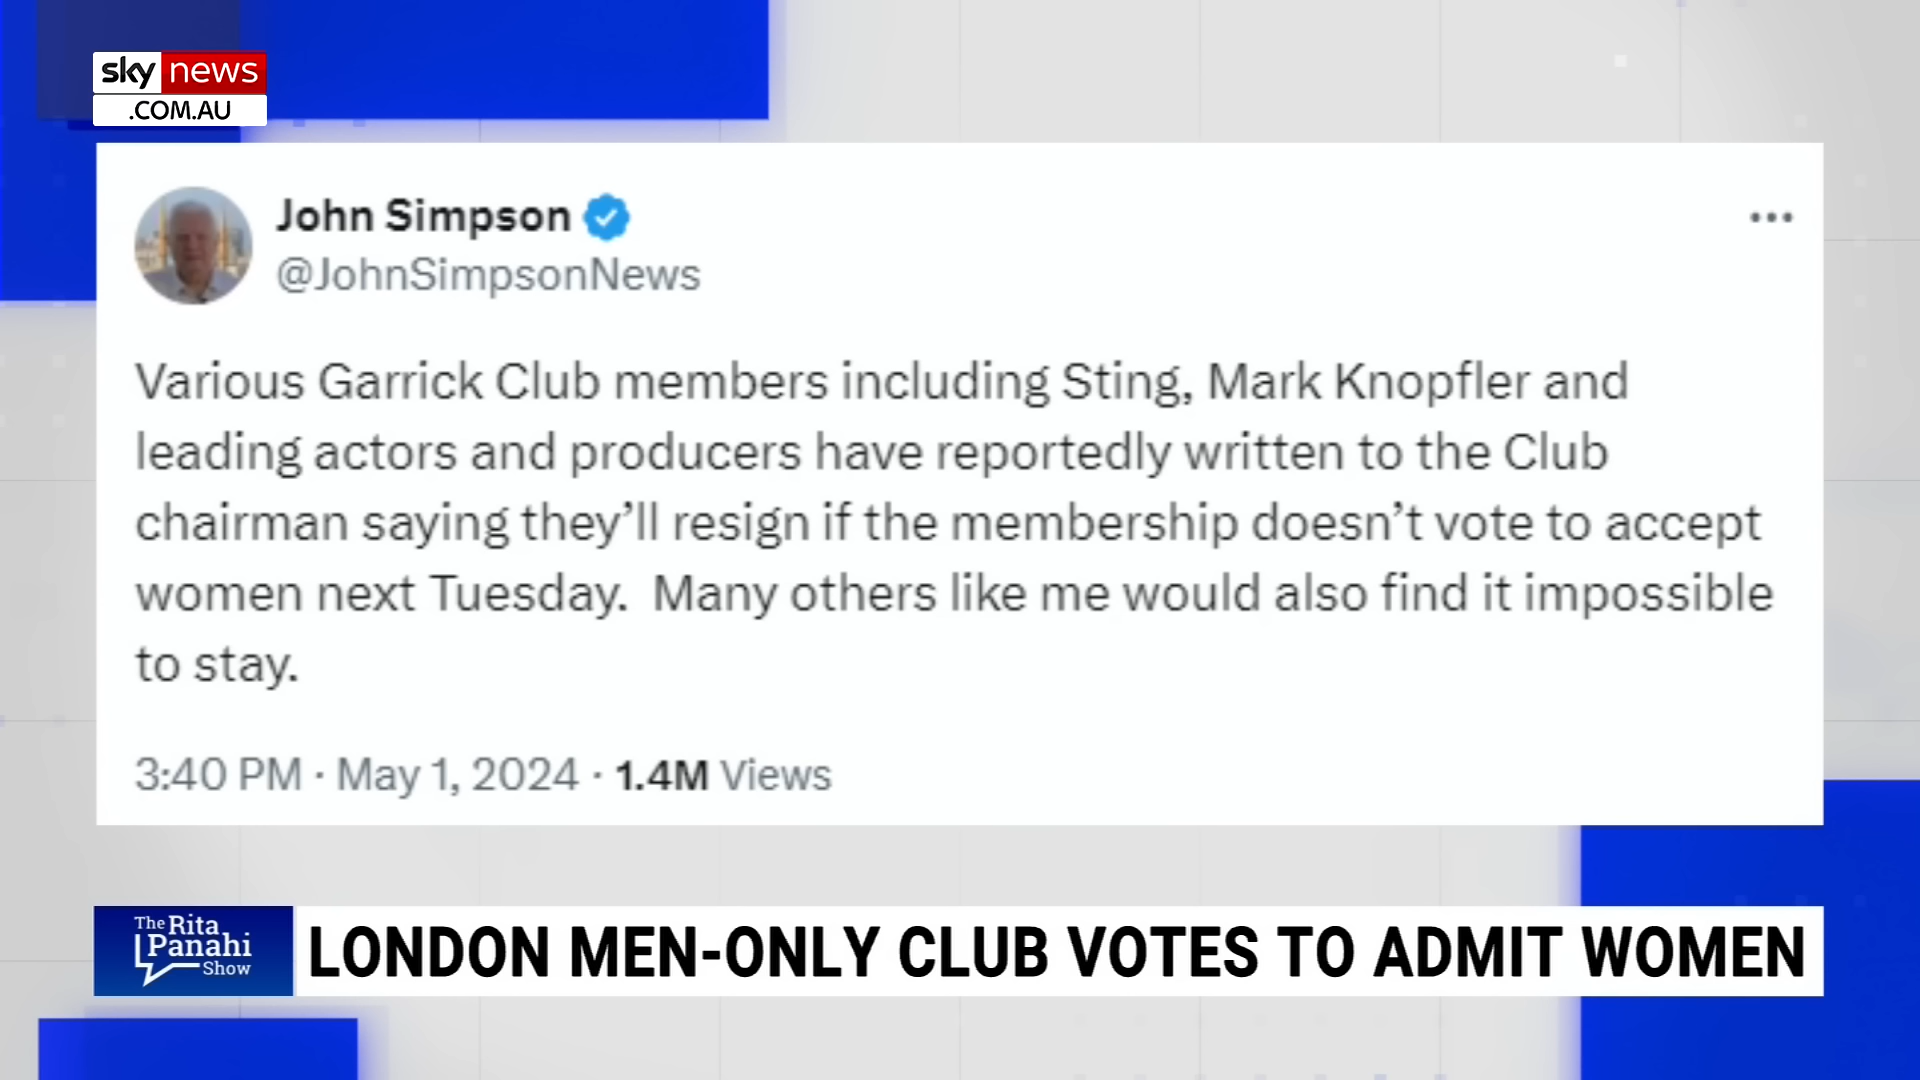 sky news
.COM.AU
John Simpson
@JohnSimpsonNews
Various Garrick Club members including Sting, Mark Knopfler and
leading actors and producers have reportedly written to the Club
chairman saying they’ll resign if the membership doesn’t vote to accept
women next Tuesday.  Many others like me would also find it impossible
to stay.
3:40 PM · May 1, 2024 · 1.4M Views
The Rita
Panahi
Show
LONDON MEN-ONLY CLUB VOTES TO ADMIT WOMEN